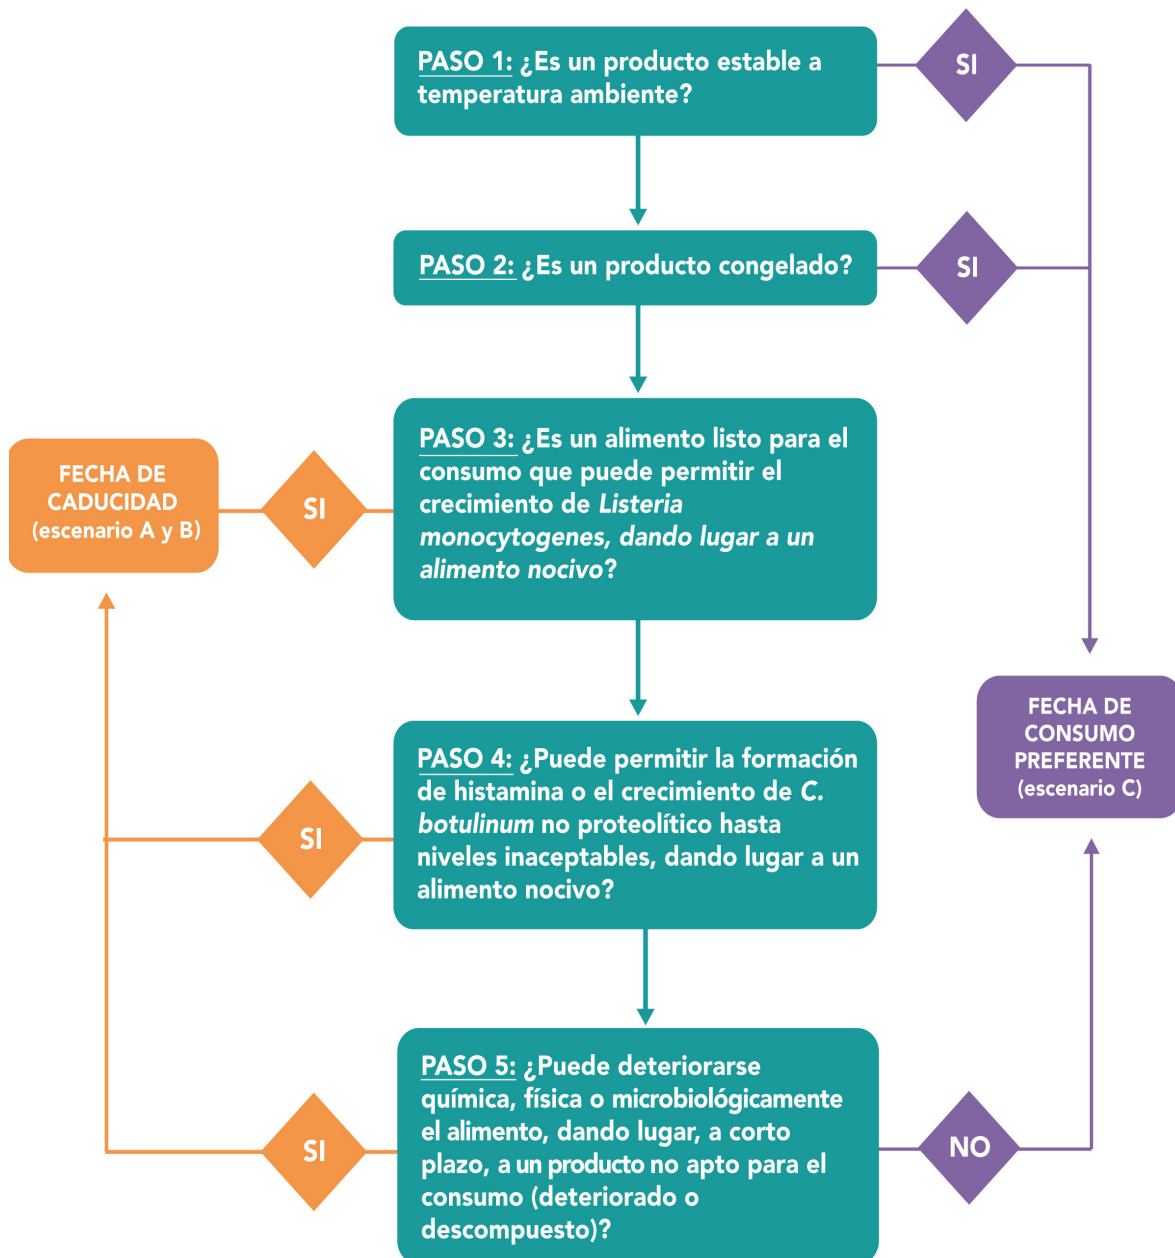 PASO 1: ¿Es un producto estable a
temperatura ambiente?
SI
PASO 2: ¿Es un producto congelado?
SI
PASO 3: ¿Es un alimento listo para el
consumo que puede permitir el
crecimiento de Listeria
monocytogenes, dando lugar a un
alimento nocivo?
SI
FECHA DE
CADUCIDAD
(escenario A y B)
PASO 4: ¿Puede permitir la formación
de histamina o el crecimiento de C.
botulinum no proteolítico hasta
niveles inaceptables, dando lugar a un
alimento nocivo?
SI
FECHA DE
CONSUMO
PREFERENTE
(escenario C)
PASO 5: ¿Puede deteriorarse
química, física o microbiológicamente
el alimento, dando lugar, a corto
plazo, a un producto no apto para el
consumo (deteriorado o
descompuesto)?
SI
NO